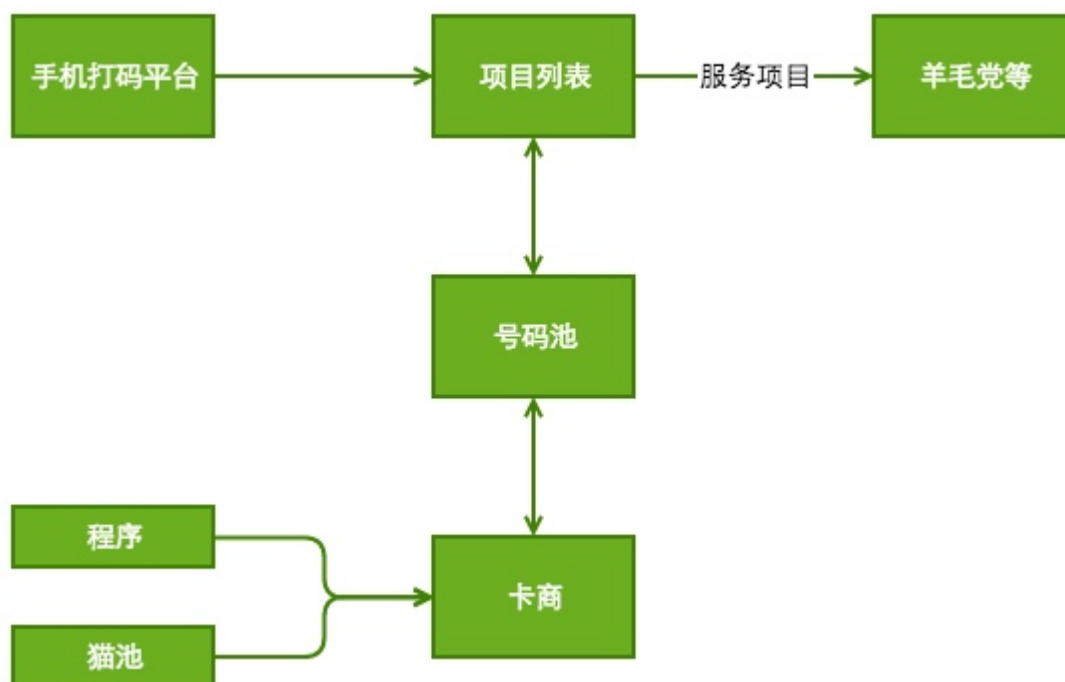 手机打码平台
项目列表
服务项目
羊毛党等
号码池
程序
卡商
猫池